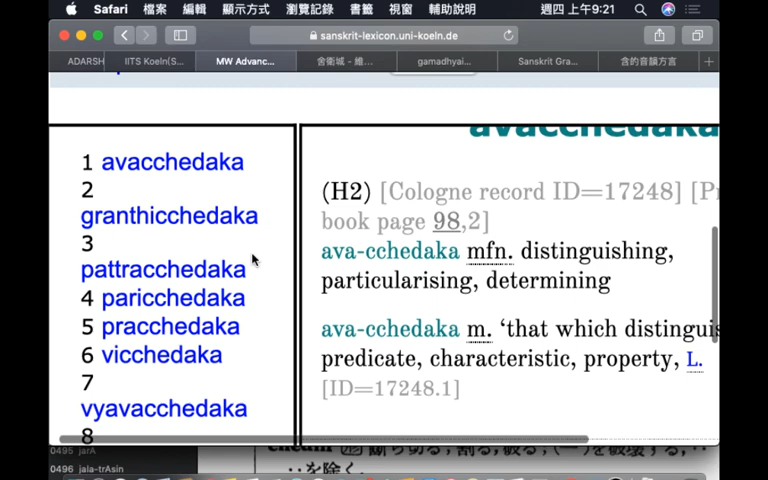 Safari 檔案 編輯 顯示方式 瀏覽記錄 書籤 視窗 輔助說明 週四 上午9:21
sanskrit-lexicon.uni-koeln.de
ADARSH IITS Koeln(S... MW Advanc... 舍衛城 - 維... gamadhyai... Sanskrit Gra... 含的音韻方言
avacchedaka
1 avacchedaka
2
granthicchedaka
3
pattracchedaka
4 paricchedaka
5 pracchedaka
6 vicchedaka
7
vyavacchedaka
8
(H2) [Cologne record ID=17248] [Pr
book page 98,2]
ava-cchedaka mfn. distinguishing,
particularising, determining
ava-cchedaka m. ‘that which distinguis
predicate, characteristic, property, L.
[ID=17248.1]
0495 jarA
0496 jala-trAsin
を除く.